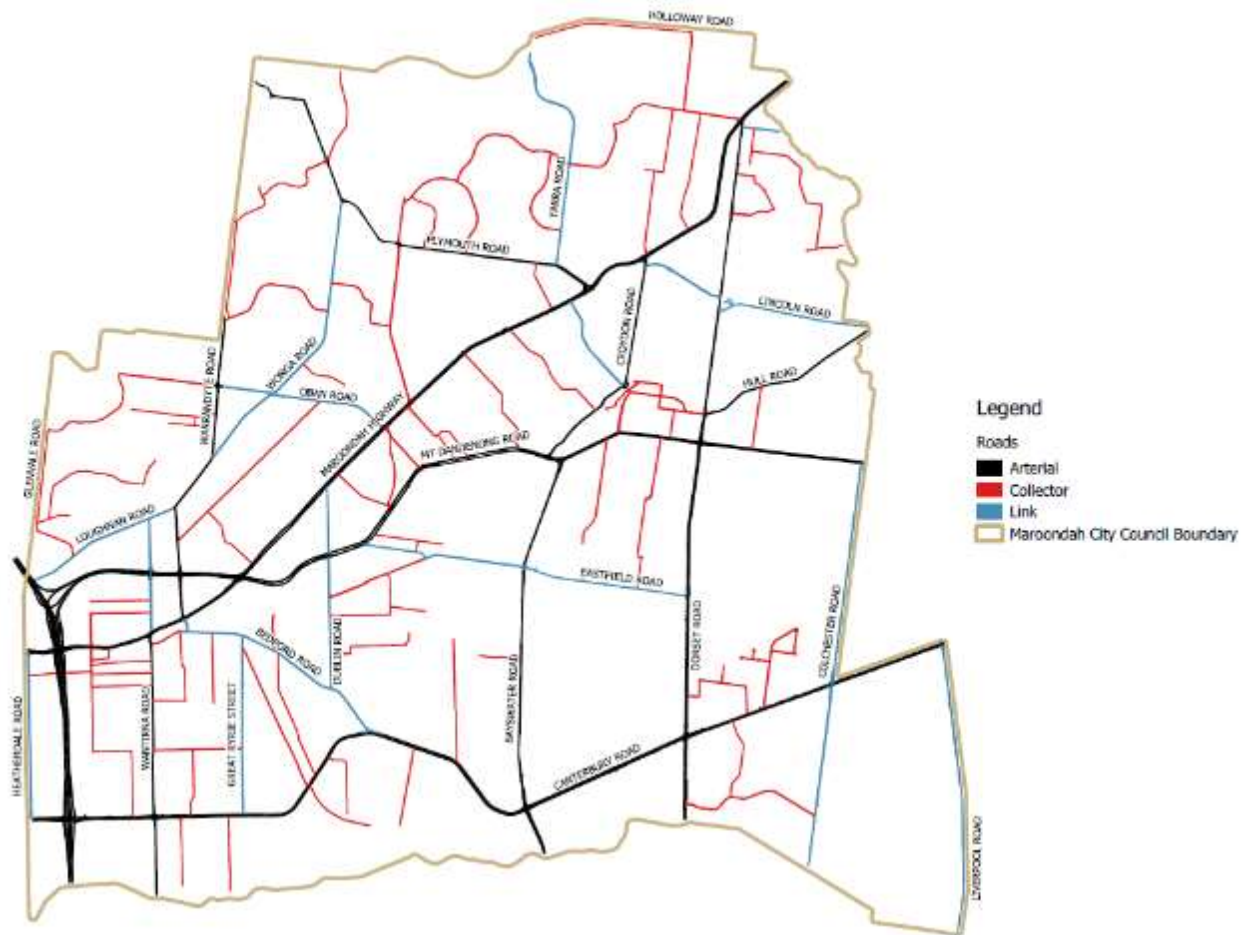 HOLLOWAY ROAD
YARRA ROAD
PLYMOUTH ROAD
LINCOLN ROAD
CROYDON ROAD
WONGA ROAD
WARRANDYTE ROAD
OBAN ROAD
HULL ROAD
MAROONDAH HIGHWAY
MT DANDENONG ROAD
GLENVALE ROAD
LOUGHNAN ROAD
EASTFIELD ROAD
BEDFORD ROAD
DUBLIN ROAD
DORSET ROAD
COLCHESTER ROAD
HEATHERDALE ROAD
WANTIRNA ROAD
GREAT RYRIE STREET
BAYSWATER ROAD
CANTERBURY ROAD
LIVERPOOL ROAD
Legend
Roads
Arterial
Collector
Link
Maroondah City Council Boundary